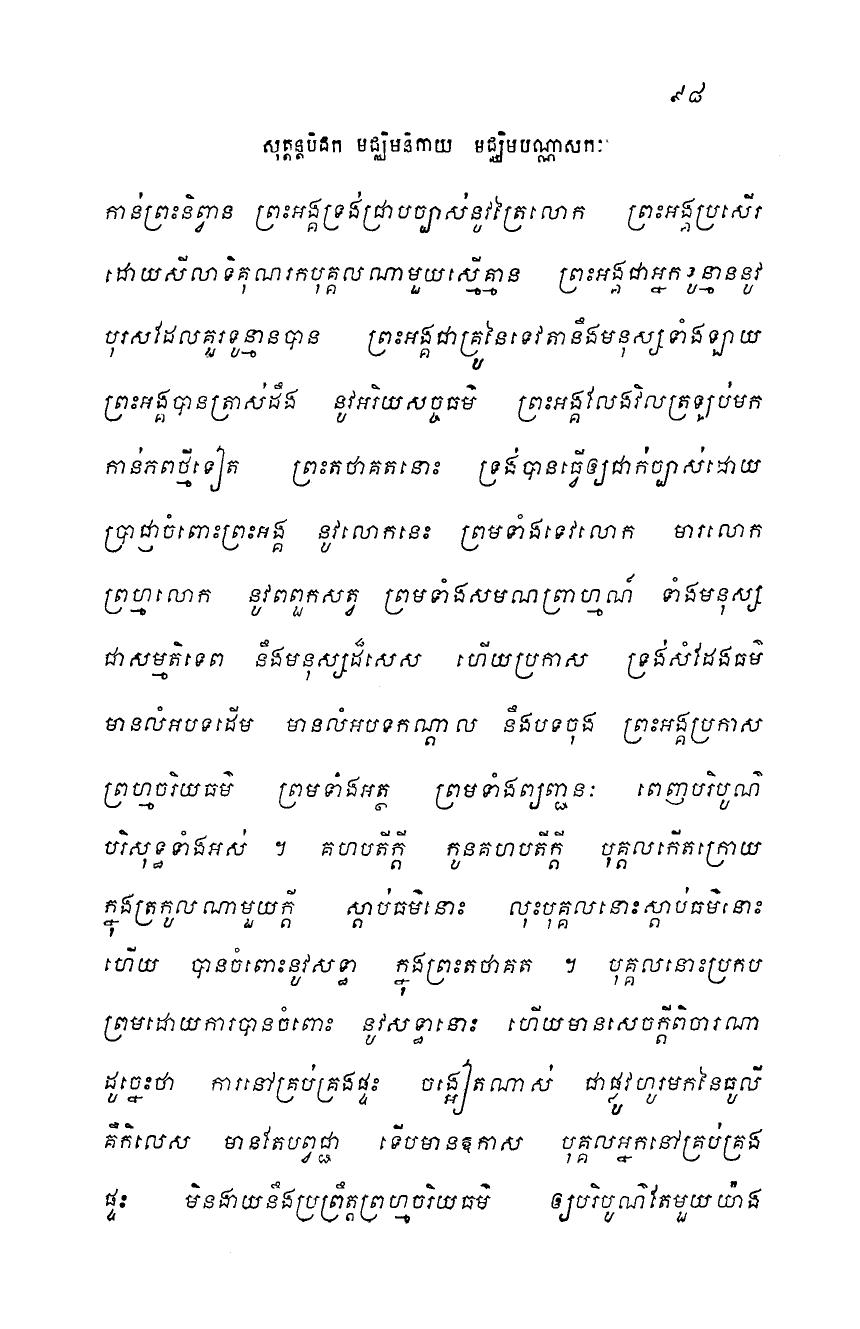 ៩៨
សុត្តន្តបិដក មជ្ឈិមនិកាយ មជ្ឈិមបណ្ណាសកៈ
កាន់ព្រះនិព្វាន ព្រះអង្គទ្រង់ជ្រាបច្បាស់នូវត្រៃលោក ព្រះអង្គប្រសើរ
ដោយសីលាទិគុណរកបុគ្គលណាមួយស្មើគ្មាន ព្រះអង្គជាអ្នកទូន្មាននូវ
បុរសដែលគួរទូន្មានបាន ព្រះអង្គជាគ្រូនៃទេវតានឹងមនុស្សទាំងឡាយ
ព្រះអង្គបានត្រាស់ដឹង នូវអរិយសច្ចធម៌ ព្រះអង្គលែងវិលត្រឡប់មក
កាន់ភពថ្មីទៀត ព្រះតថាគតនោះ ទ្រង់បានធ្វើឲ្យជាក់ច្បាស់ដោយ
ប្រាជ្ញាចំពោះព្រះអង្គ នូវលោកនេះ ព្រមទាំងទេវលោក មារលោក
ព្រហ្មលោក នូវពពួកសត្វ ព្រមទាំងសមណព្រាហ្មណ៍ ទាំងមនុស្ស
ជាសម្មតិទេព នឹងមនុស្សដ៏សេស ហើយប្រកាស ទ្រង់សំដែងធម៌
មានលំអបទដើម មានលំអបទកណ្តាល នឹងបទចុង ព្រះអង្គប្រកាស
ព្រហ្មចរិយធម៌ ព្រមទាំងអត្ថ ព្រមទាំងព្យញ្ជនៈ ពេញបរិបូណ៌
បរិសុទ្ធទាំងអស់ ។ គហបតីក្តី កូនគហបតីក្តី បុគ្គលកើតក្រោយ
ក្នុងត្រកូលណាមួយក្តី ស្តាប់ធម៌នោះ លុះបុគ្គលនោះស្តាប់ធម៌នោះ
ហើយ បានចំពោះនូវសទ្ធា ក្នុងព្រះតថាគត ។ បុគ្គលនោះប្រកប
ព្រមដោយការបានចំពោះ នូវសទ្ធានោះ ហើយមានសេចក្តីពិចារណា
ដូច្នេះថា ការនៅគ្រប់គ្រងផ្ទះ ចង្អៀតណាស់ ជាផ្លូវហូរមកនៃធូលី
គឺកិលេស មានតែបព្វជ្ជា ទើបមានឱកាស បុគ្គលអ្នកនៅគ្រប់គ្រង
ផ្ទះ មិនងាយនឹងប្រព្រឹត្តព្រហ្មចរិយធម៌ ឲ្យបរិបូណ៌តែមួយយ៉ាង